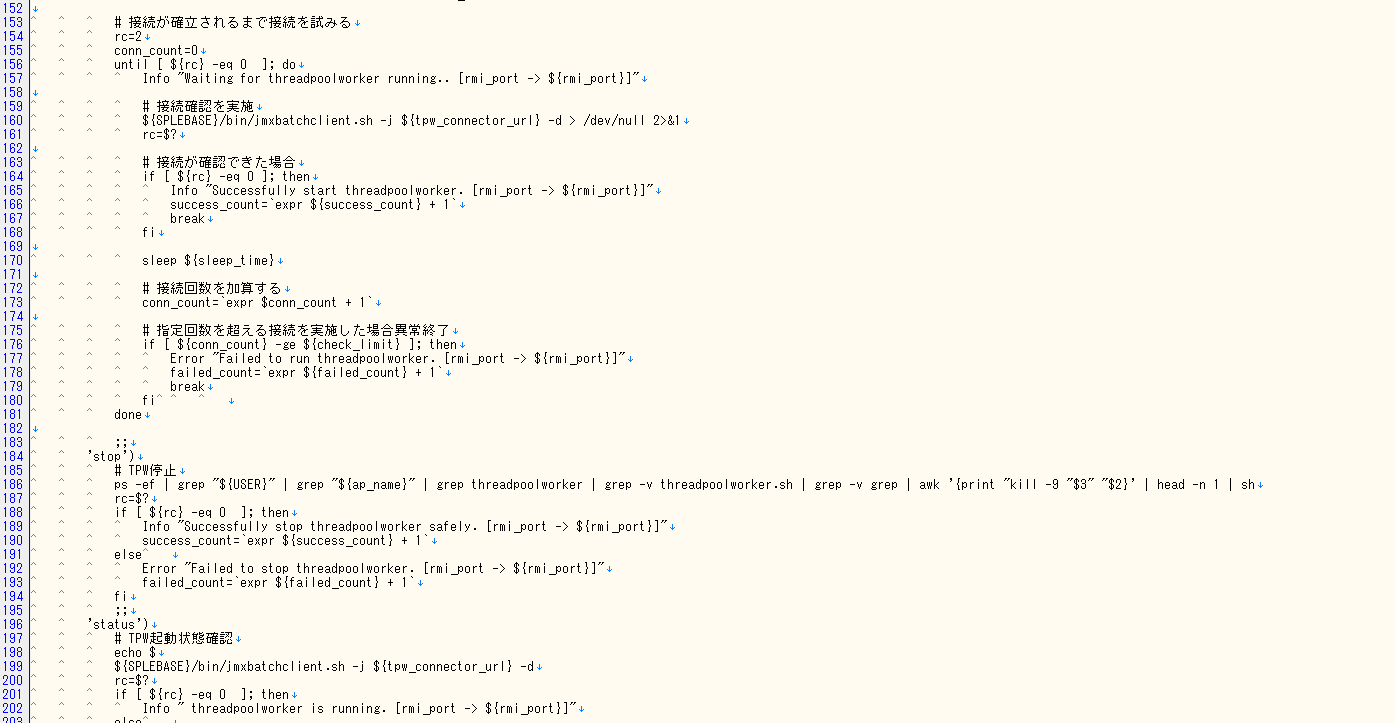 152
153 # 接続が確立されるまで接続を試みる
154 rc=2
155 conn_count=0
156 until [ ${rc} -eq 0  ]; do
157 Info "Waiting for threadpoolworker running.. [rmi_port -> ${rmi_port}]"
158
159 # 接続確認を実施
160 ${SPLEBASE}/bin/jmxbatchclient.sh -j ${tpw_connector_url} -d > /dev/null 2>&1
161 rc=$?
162
163 # 接続が確認できた場合
164 if [ ${rc} -eq 0 ]; then
165 Info "Successfully start threadpoolworker. [rmi_port -> ${rmi_port}]"
166 success_count=`expr ${success_count} + 1`
167 break
168 fi
169
170 sleep ${sleep_time}
171
172 # 接続回数を加算する
173 conn_count=`expr $conn_count + 1`
174
175 # 指定回数を超える接続を実施した場合異常終了
176 if [ ${conn_count} -ge ${check_limit} ]; then
177 Error "Failed to run threadpoolworker. [rmi_port -> ${rmi_port}]"
178 failed_count=`expr ${failed_count} + 1`
179 break
180 fi
181 done
182
183 ;;
184 'stop')
185 # TPW停止
186 ps -ef | grep "${USER}" | grep "${ap_name}" | grep threadpoolworker | grep -v threadpoolworker.sh | grep -v grep | awk '{print "kill -9 "$3" "$2}' | head -n 1 | sh
187 rc=$?
188 if [ ${rc} -eq 0  ]; then
189 Info "Successfully stop threadpoolworker safely. [rmi_port -> ${rmi_port}]"
190 success_count=`expr ${success_count} + 1`
191 else
192 Error "Failed to stop threadpoolworker. [rmi_port -> ${rmi_port}]"
193 failed_count=`expr ${failed_count} + 1`
194 fi
195 ;;
196 'status')
197 # TPW起動状態確認
198 echo $
199 ${SPLEBASE}/bin/jmxbatchclient.sh -j ${tpw_connector_url} -d
200 rc=$?
201 if [ ${rc} -eq 0  ]; then
202 Info " threadpoolworker is running. [rmi_port -> ${rmi_port}]"
203 else